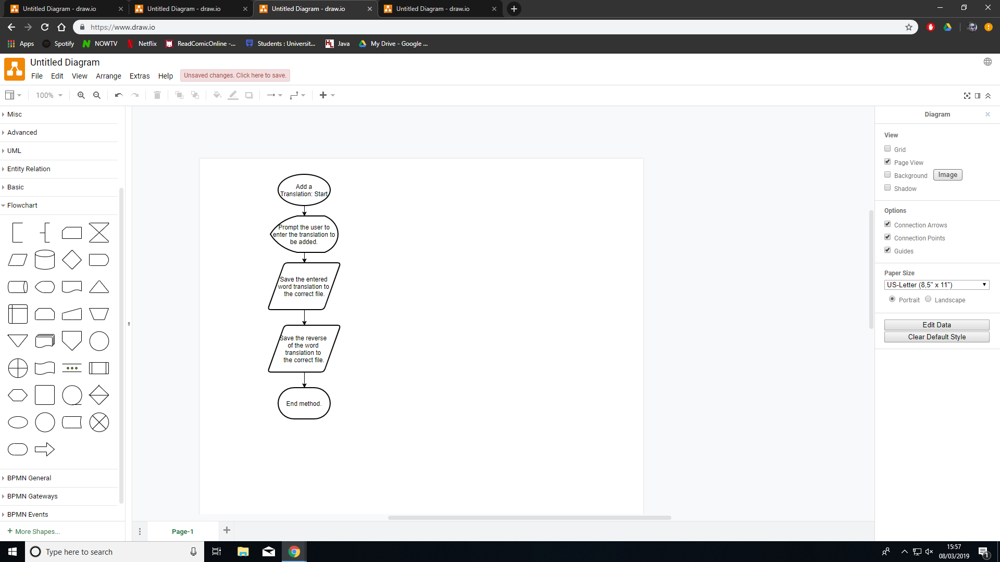 Untitled Diagram - draw.io
Untitled Diagram - draw.io
Untitled Diagram - draw.io
Untitled Diagram - draw.io
https://www.draw.io
Apps
Spotify
NOWTV
Netflix
ReadComicOnline -...
Students : Universit...
HL
Java
My Drive - Google ...
Untitled Diagram
File
Edit
View
Arrange
Extras
Help
Unsaved changes. Click here to save.
100%
Misc
Advanced
UML
Entity Relation
Basic
Flowchart
BPMN General
BPMN Gateways
BPMN Events
+ More Shapes...
Add a
Translation: Start
Prompt the user to
enter the translation to
be added.
Save the entered
word translation to
the correct file.
Save the reverse
of the word
translation to
the correct file.
End method.
Page-1
Diagram
View
Grid
Page View
Background
Image
Shadow
Options
Connection Arrows
Connection Points
Guides
Paper Size
US-Letter (8,5" x 11")
Portrait
Landscape
Edit Data
Clear Default Style
Type here to search
15:57
08/03/2019
1